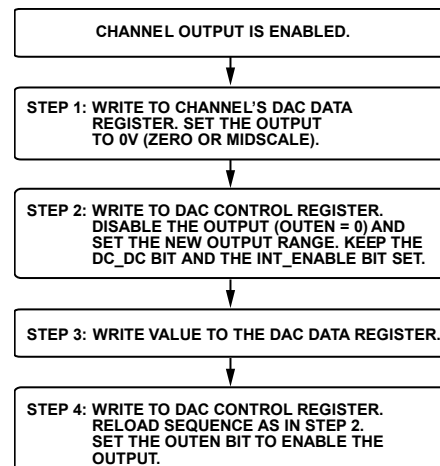 CHANNEL OUTPUT IS ENABLED.
STEP 1: WRITE TO CHANNEL'S DAC DATA
REGISTER. SET THE OUTPUT
TO 0V (ZERO OR MIDSCALE).
STEP 2: WRITE TO DAC CONTROL REGISTER.
DISABLE THE OUTPUT (OUTEN = 0) AND
SET THE NEW OUTPUT RANGE. KEEP THE
DC_DC BIT AND THE INT_ENABLE BIT SET.
STEP 3: WRITE VALUE TO THE DAC DATA REGISTER.
STEP 4: WRITE TO DAC CONTROL REGISTER.
RELOAD SEQUENCE AS IN STEP 2.
SET THE OUTEN BIT TO ENABLE THE
OUTPUT.